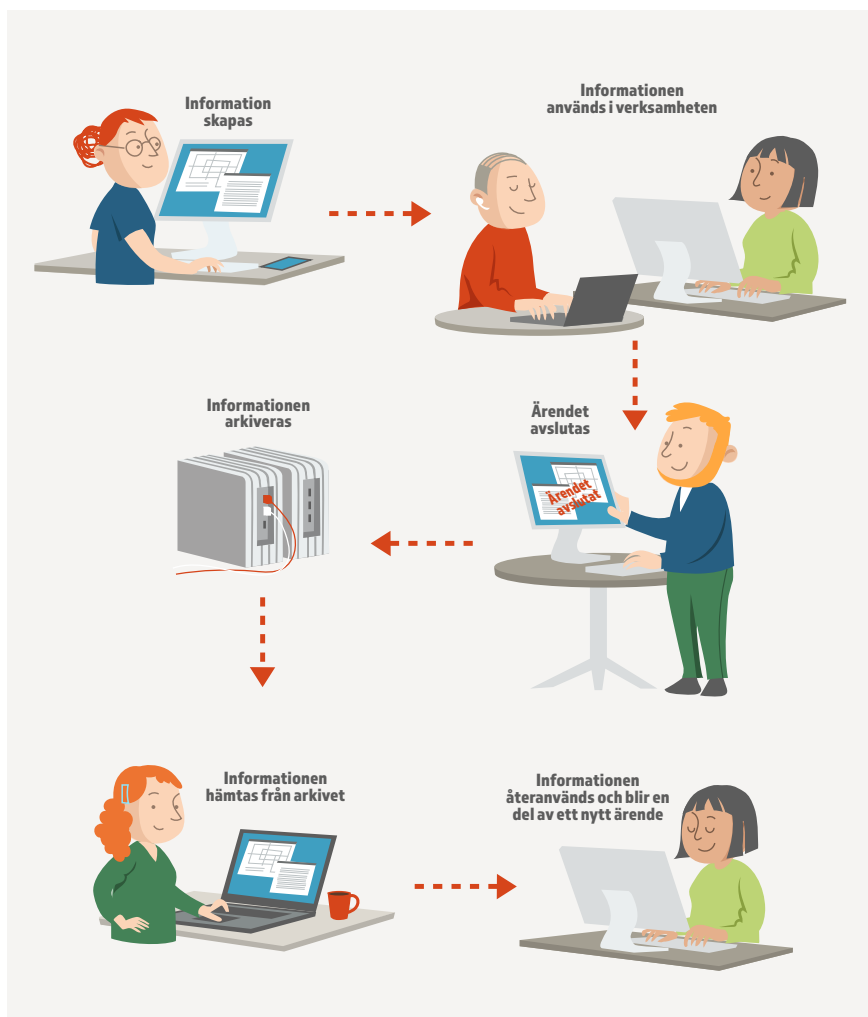 Information
skapas
Informationen
används i verksamheten
Ärendet
avslutas
Ärendet
avslutat
Informationen
arkiveras
Informationen
hämtas från arkivet
Informationen
återanvänds och blir en
del av ett nytt ärende